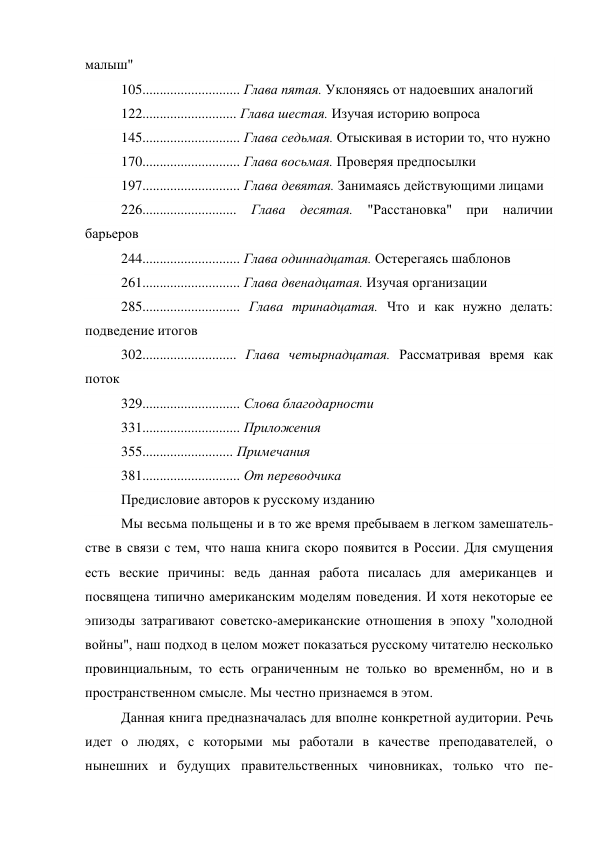 малыш"
105............................ Глава пятая. Уклоняясь от надоевших аналогий
122........................... Глава шестая. Изучая историю вопроса
145............................ Глава седьмая. Отыскивая в истории то, что нужно
170............................ Глава восьмая. Проверяя предпосылки
197............................ Глава девятая. Занимаясь действующими лицами
226........................... Глава десятая. "Расстановка" при наличии
барьеров
244............................ Глава одиннадцатая. Остерегаясь шаблонов
261............................ Глава двенадцатая. Изучая организации
285............................ Глава тринадцатая. Что и как нужно делать:
подведение итогов
302........................... Глава четырнадцатая. Рассматривая время как
поток
329............................ Слова благодарности
331............................ Приложения
355.......................... Примечания
381............................ От переводчика
Предисловие авторов к русскому изданию
Мы весьма польщены и в то же время пребываем в легком замешатель-
стве в связи с тем, что наша книга скоро появится в России. Для смущения
есть веские причины: ведь данная работа писалась для американцев и
посвящена типично американским моделям поведения. И хотя некоторые ее
эпизоды затрагивают советско-американские отношения в эпоху "холодной
войны", наш подход в целом может показаться русскому читателю несколько
провинциальным, то есть ограниченным не только во временнбм, но и в
пространственном смысле. Мы честно признаемся в этом.
Данная книга предназначалась для вполне конкретной аудитории. Речь
идет о людях, с которыми мы работали в качестве преподавателей, о
нынешних и будущих правительственных чиновниках, только что пе-